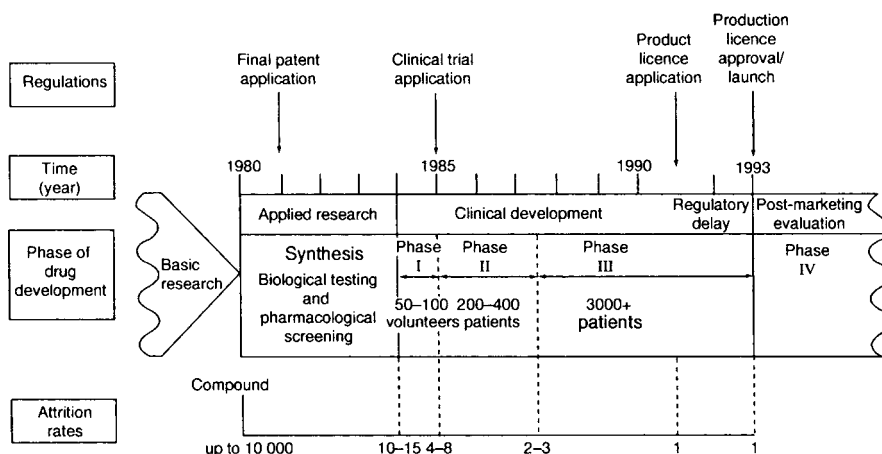 Regulations
Final patent
application
Clinical trial
application
Product
licence
application
Production
licence
approval/
launch
Time
(year)
1980
1985
1990
1993
Phase of
drug
development
Basic
research
Applied research
Clinical development
Regulatory
delay
Post-marketing
evaluation
Synthesis
Biological testing
and
pharmacological
screening
Phase
I
50–100
volunteers
Phase
II
200–400
patients
Phase
III
3000+
patients
Phase
IV
Attrition
rates
Compound
up to 10 000
10–15
4–8
2–3
1
1